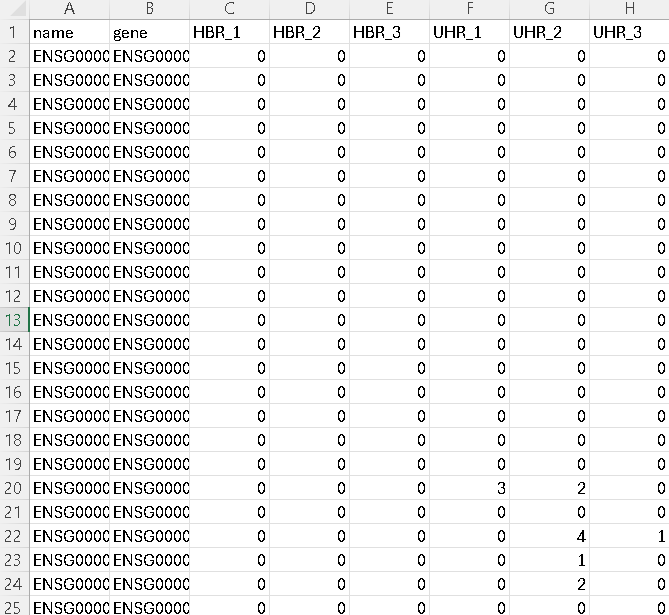 A B C D E F G H
1 name gene HBR_1 HBR_2 HBR_3 UHR_1 UHR_2 UHR_3
2 ENSG0000 ENSG0000 0 0 0 0 0 0
3 ENSG0000 ENSG0000 0 0 0 0 0 0
4 ENSG0000 ENSG0000 0 0 0 0 0 0
5 ENSG0000 ENSG0000 0 0 0 0 0 0
6 ENSG0000 ENSG0000 0 0 0 0 0 0
7 ENSG0000 ENSG0000 0 0 0 0 0 0
8 ENSG0000 ENSG0000 0 0 0 0 0 0
9 ENSG0000 ENSG0000 0 0 0 0 0 0
10 ENSG0000 ENSG0000 0 0 0 0 0 0
11 ENSG0000 ENSG0000 0 0 0 0 0 0
12 ENSG0000 ENSG0000 0 0 0 0 0 0
13 ENSG0000 ENSG0000 0 0 0 0 0 0
14 ENSG0000 ENSG0000 0 0 0 0 0 0
15 ENSG0000 ENSG0000 0 0 0 0 0 0
16 ENSG0000 ENSG0000 0 0 0 0 0 0
17 ENSG0000 ENSG0000 0 0 0 0 0 0
18 ENSG0000 ENSG0000 0 0 0 0 0 0
19 ENSG0000 ENSG0000 0 0 0 0 0 0
20 ENSG0000 ENSG0000 0 0 0 3 2 0
21 ENSG0000 ENSG0000 0 0 0 0 0 0
22 ENSG0000 ENSG0000 0 0 0 0 4 1
23 ENSG0000 ENSG0000 0 0 0 0 1 0
24 ENSG0000 ENSG0000 0 0 0 0 2 0
25 ENSG0000 ENSG0000 0 0 0 0 0 0